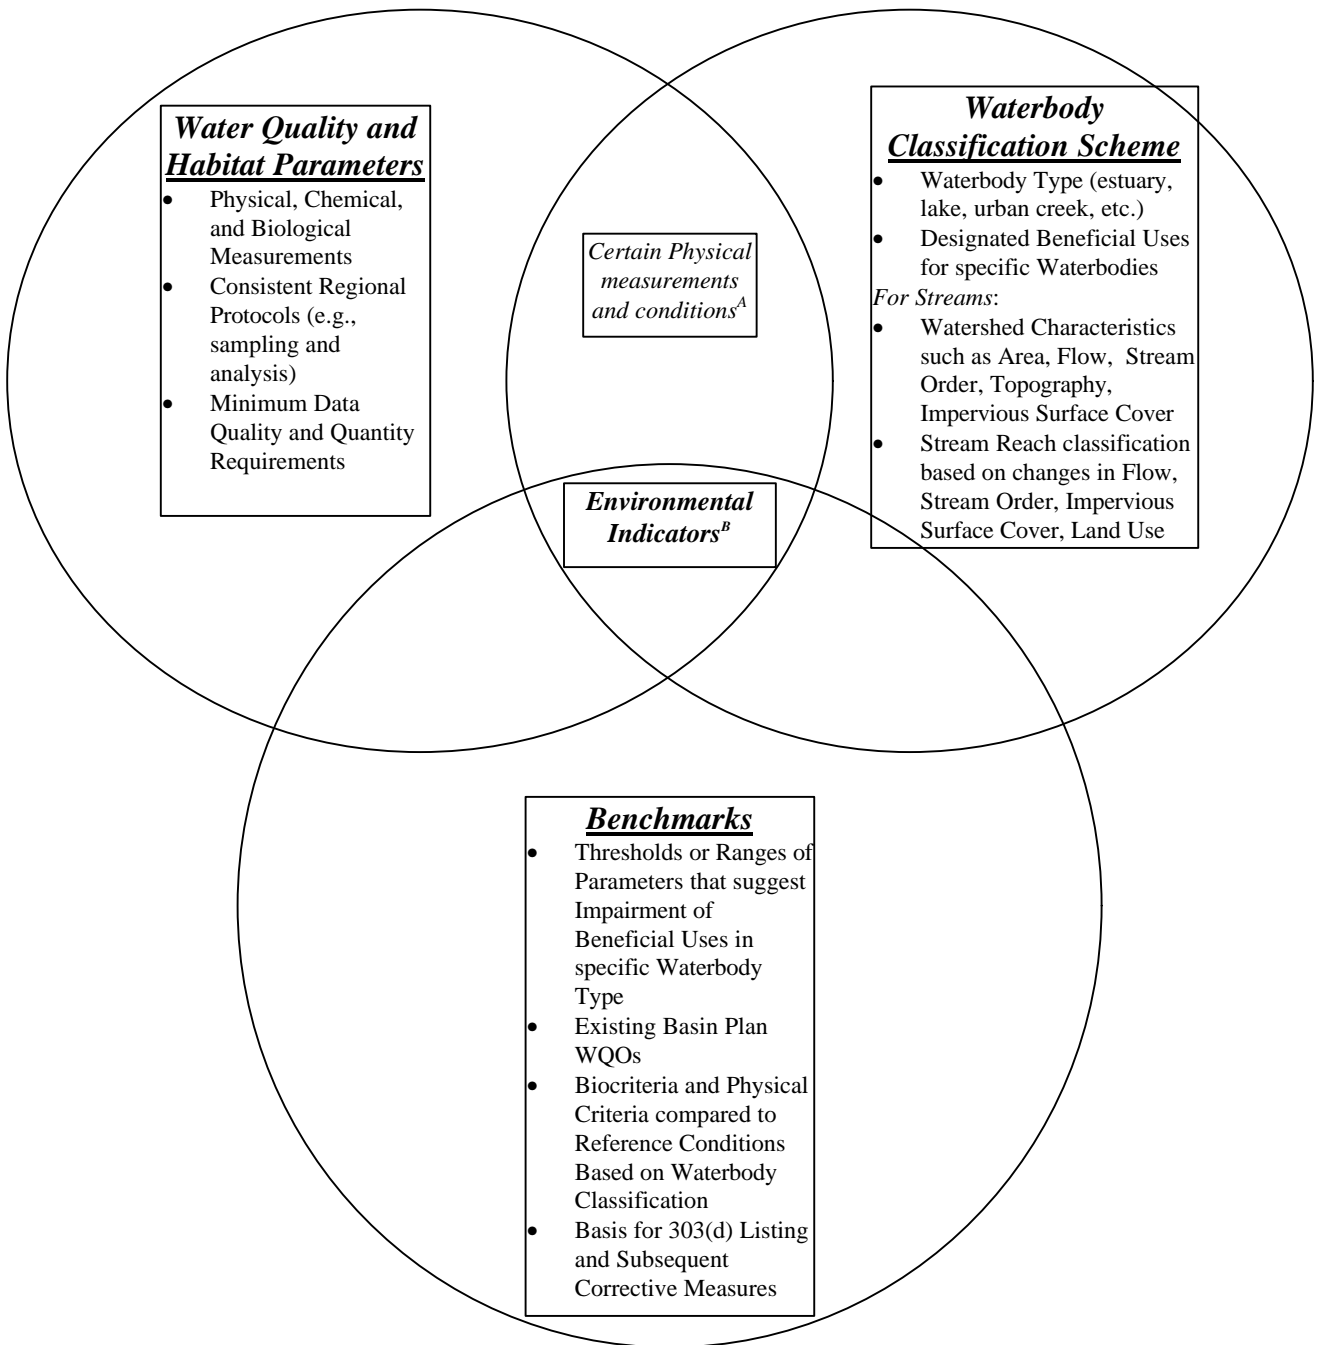 Water Quality and
Habitat Parameters
• Physical, Chemical,
and Biological
Measurements
• Consistent Regional
Protocols (e.g.,
sampling and
analysis)
• Minimum Data
Quality and Quantity
Requirements
Certain Physical
measurements
and conditionsA
Waterbody
Classification Scheme
• Waterbody Type (estuary,
lake, urban creek, etc.)
• Designated Beneficial Uses
for specific Waterbodies
For Streams:
• Watershed Characteristics
such as Area, Flow, Stream
Order, Topography,
Impervious Surface Cover
• Stream Reach classification
based on changes in Flow,
Stream Order, Impervious
Surface Cover, Land Use
Environmental
IndicatorsB
Benchmarks
• Thresholds or Ranges of
Parameters that suggest
Impairment of
Beneficial Uses in
specific Waterbody
Type
• Existing Basin Plan
WQOs
• Biocriteria and Physical
Criteria compared to
Reference Conditions
Based on Waterbody
Classification
• Basis for 303(d) Listing
and Subsequent
Corrective Measures